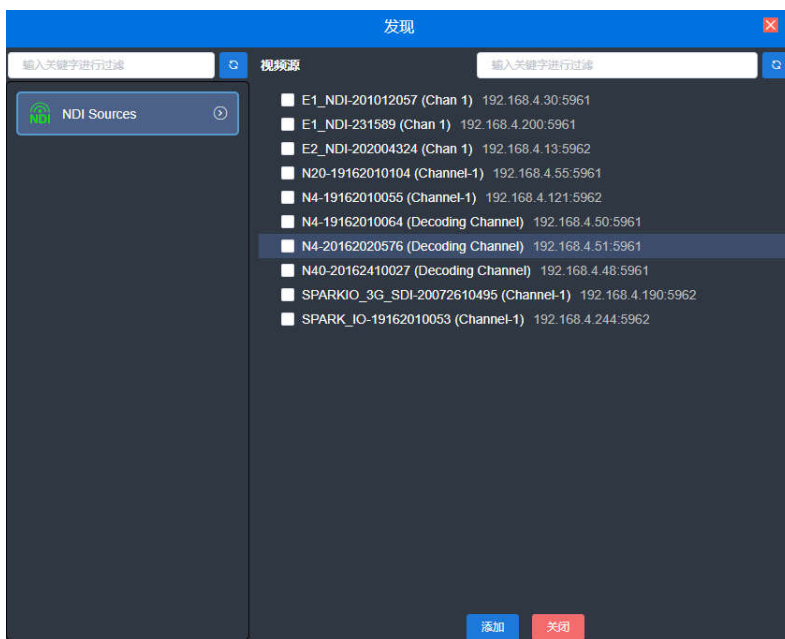 发现
输入关键字进行过滤
视频源
输入关键字进行过滤
NDI
NDI Sources
E1_NDI-201012057 (Chan 1) 192.168.4.30:5961
E1_NDI-231589 (Chan 1) 192.168.4.200:5961
E2_NDI-202004324 (Chan 1) 192.168.4.13:5962
N20-19162010104 (Channel-1) 192.168.4.55:5961
N4-19162010055 (Channel-1) 192.168.4.121:5962
N4-19162010064 (Decoding Channel) 192.168.4.50:5961
N4-20162020576 (Decoding Channel) 192.168.4.51:5961
N40-20162410027 (Decoding Channel) 192.168.4.48:5961
SPARKIO_3G_SDI-20072610495 (Channel-1) 192.168.4.190:5962
SPARK_IO-19162010053 (Channel-1) 192.168.4.244:5962
添加
关闭